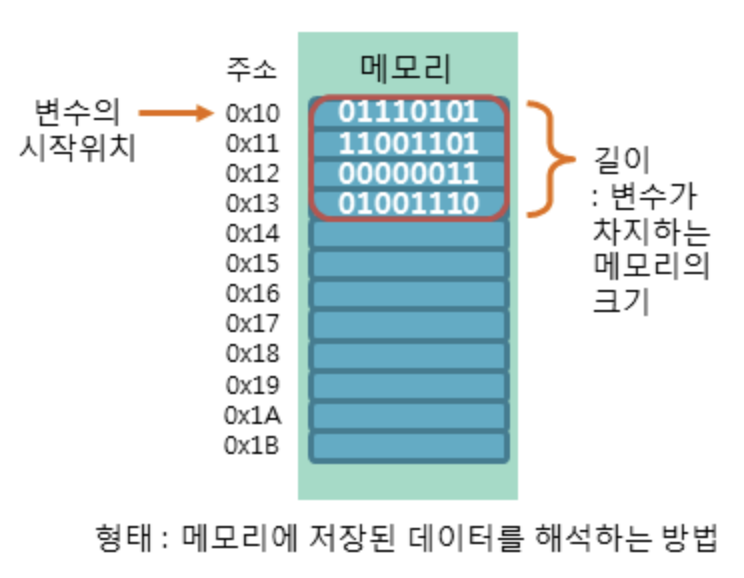 주소
메모리
변수의
시작위치
0x10
01110101
0x11
11001101
0x12
00000011
0x13
01001110
0x14
0x15
0x16
0x17
0x18
0x19
0x1A
0x1B
길이
: 변수가
차지하는
메모리의
크기
형태 : 메모리에 저장된 데이터를 해석하는 방법